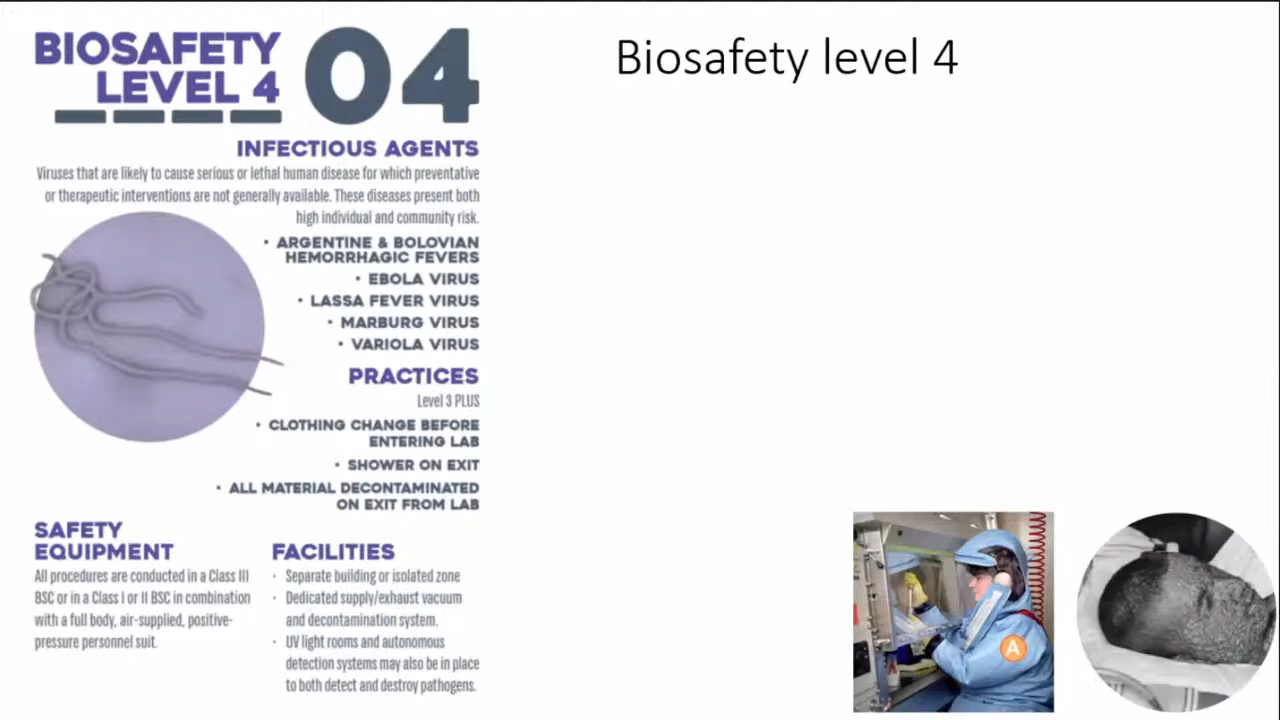 BIOSAFETY
LEVEL 4
04
Biosafety level 4
INFECTIOUS AGENTS
Viruses that are likely to cause serious or lethal human disease for which preventative
or therapeutic interventions are not generally available. These diseases present both
high individual and community risk.
• ARGENTINE & BOLOVIAN
HEMORRHAGIC FEVERS
• EBOLA VIRUS
• LASSA FEVER VIRUS
• MARBURG VIRUS
• VARIOLA VIRUS
PRACTICES
Level 3 PLUS
• CLOTHING CHANGE BEFORE
ENTERING LAB
• SHOWER ON EXIT
• ALL MATERIAL DECONTAMINATED
ON EXIT FROM LAB
SAFETY
EQUIPMENT
All procedures are conducted in a Class III
BSC or in a Class I or II BSC in combination
with a full body, air-supplied, positive-
pressure personnel suit.
FACILITIES
• Separate building or isolated zone
• Dedicated supply/exhaust vacuum
and decontamination system.
• UV light rooms and autonomous
detection systems may also be in place
to both detect and destroy pathogens.
A